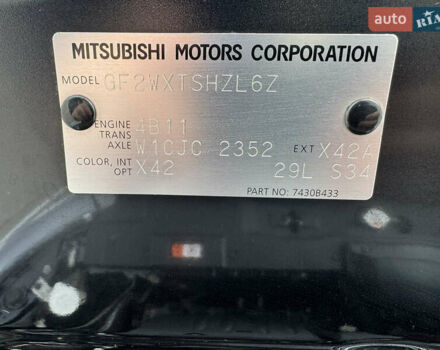 auto RIA
MITSUBISHI MOTORS CORPORATION
MODEL GF2WXTSHZL6Z
ENGINE 4B11
TRANS
AXLE W1CJC 2352 EXT X42A
COLOR, INT X42 29L S34
OPT
PART NO: 7430B433